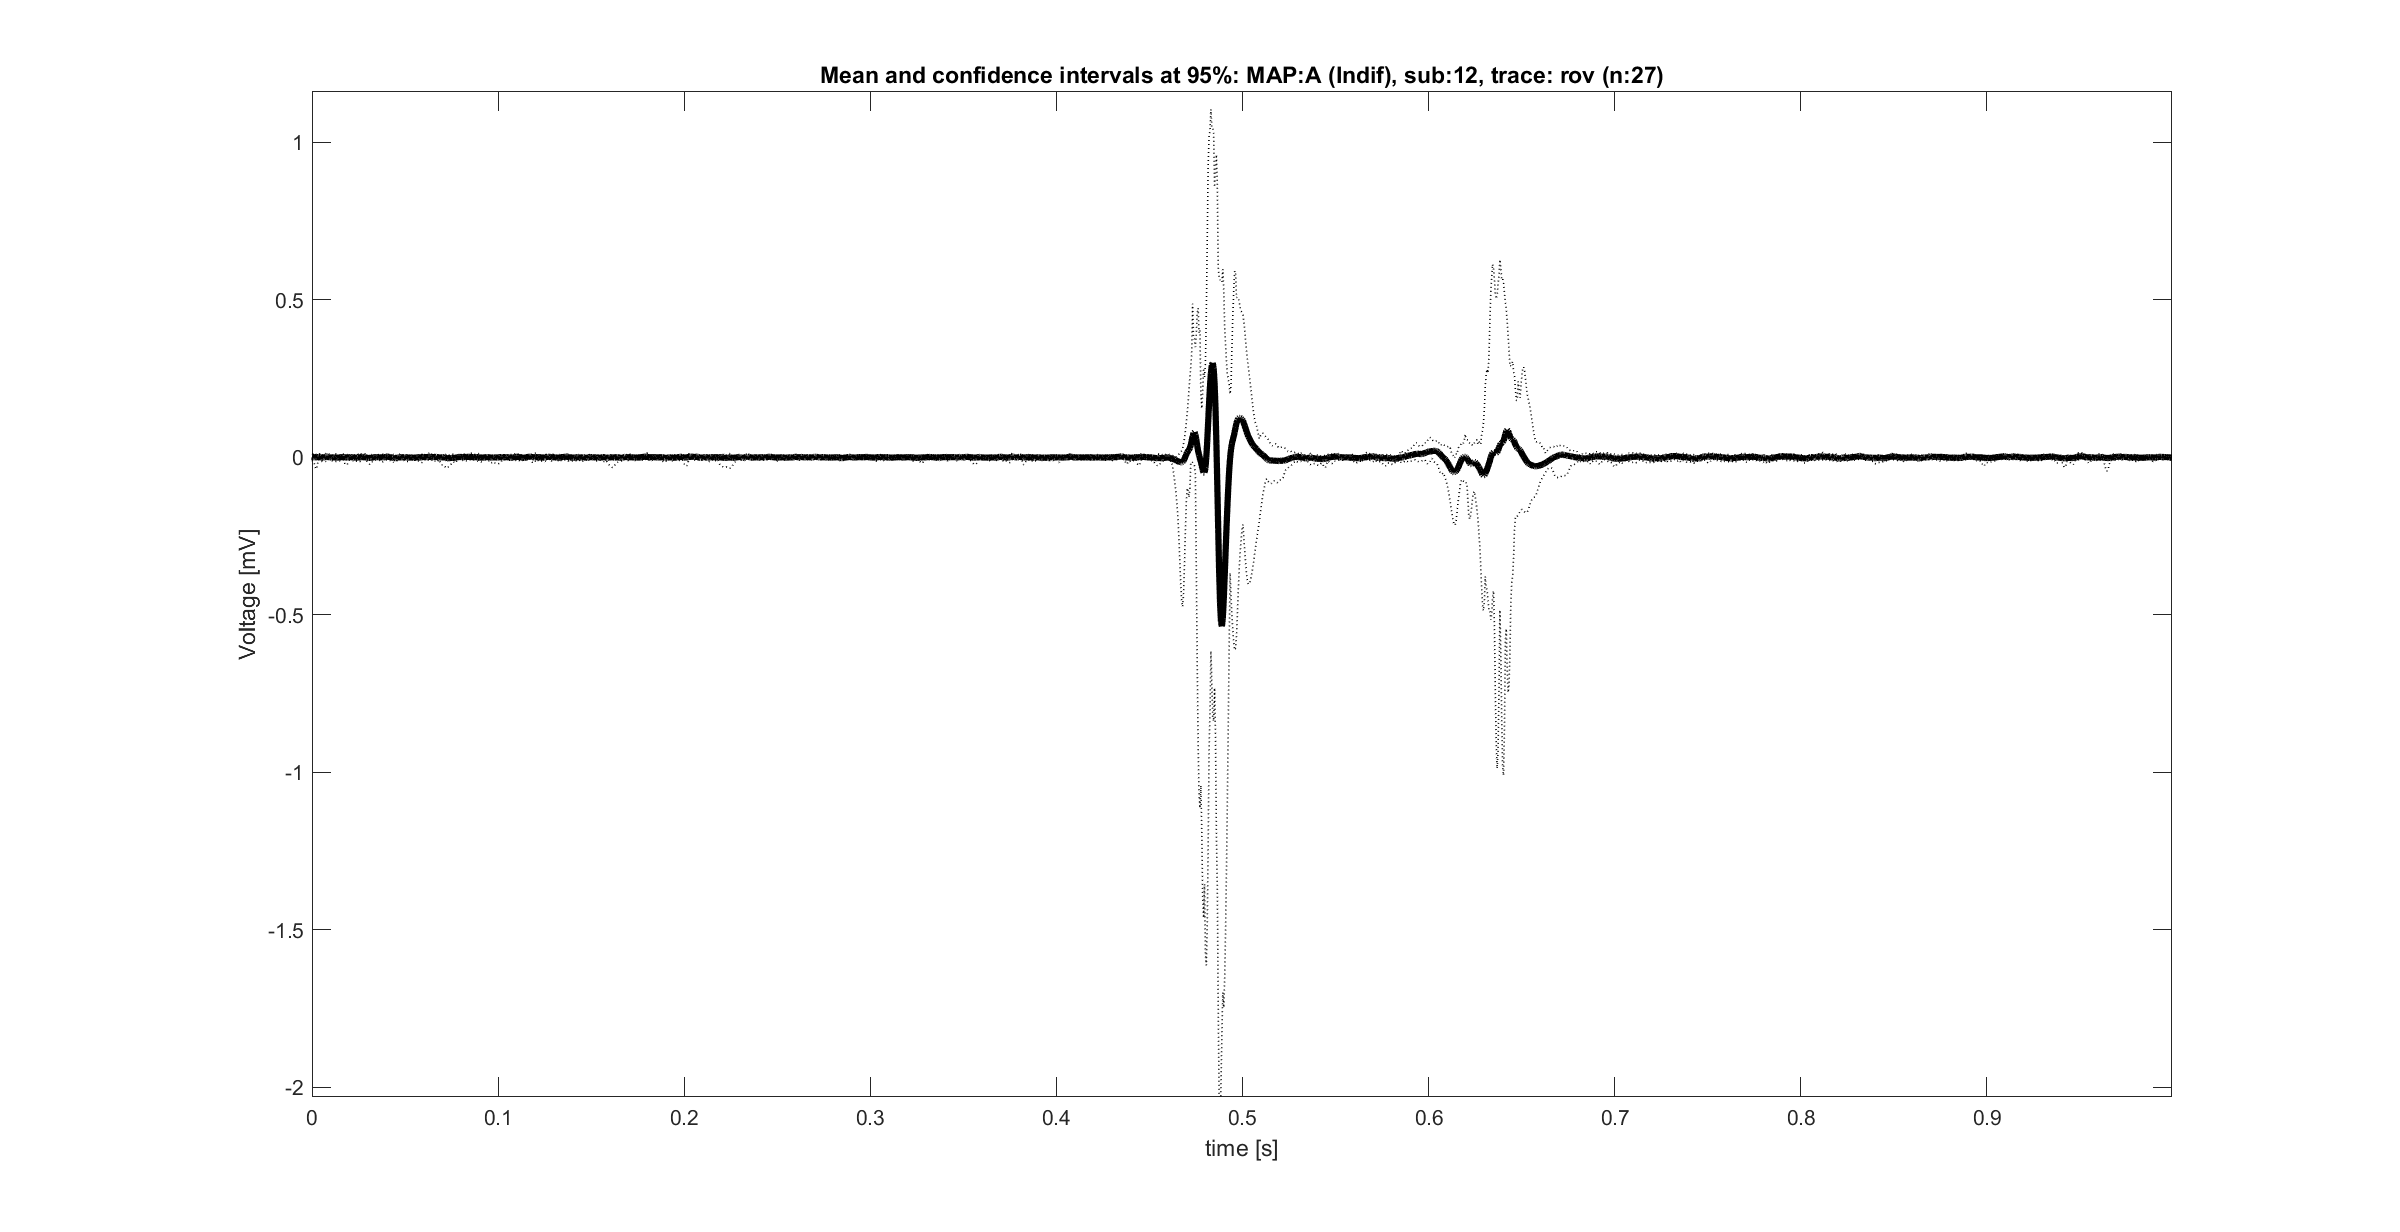 Mean and confidence intervals at 95%: MAP:A (Indif), sub:12, trace: rov (n:27)
1
0.5
0
-0.5
-1
-1.5
-2
Voltage [mV]
0 0.1 0.2 0.3 0.4 0.5 0.6 0.7 0.8 0.9
time [s]